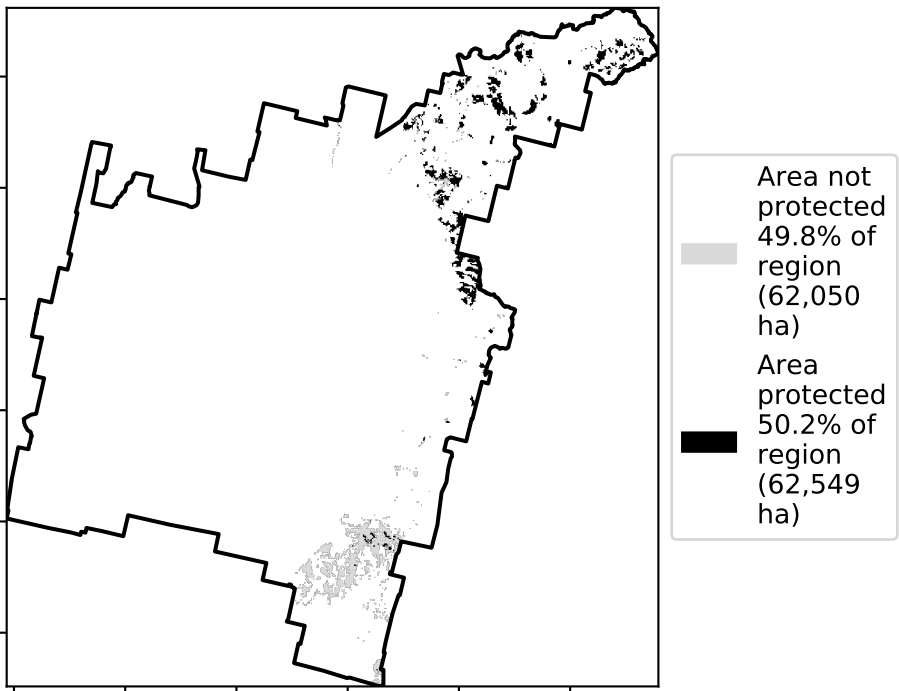 Area not
protected
49.8% of
region
(62,050
ha)
Area
protected
50.2% of
region
(62,549
ha)